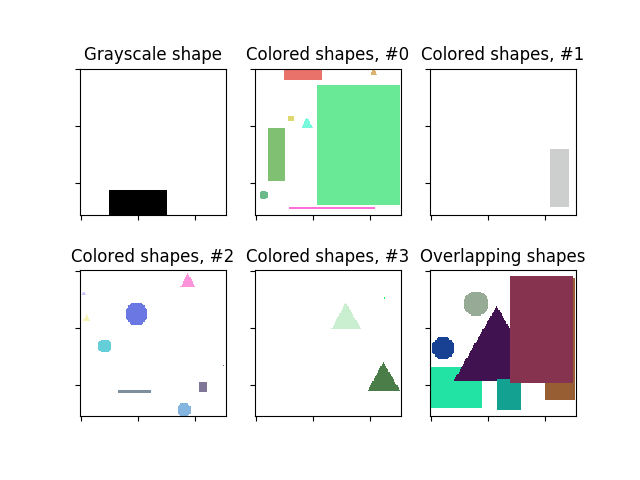 Grayscale shape
Colored shapes, #0
Colored shapes, #1
Colored shapes, #2
Colored shapes, #3
Overlapping shapes